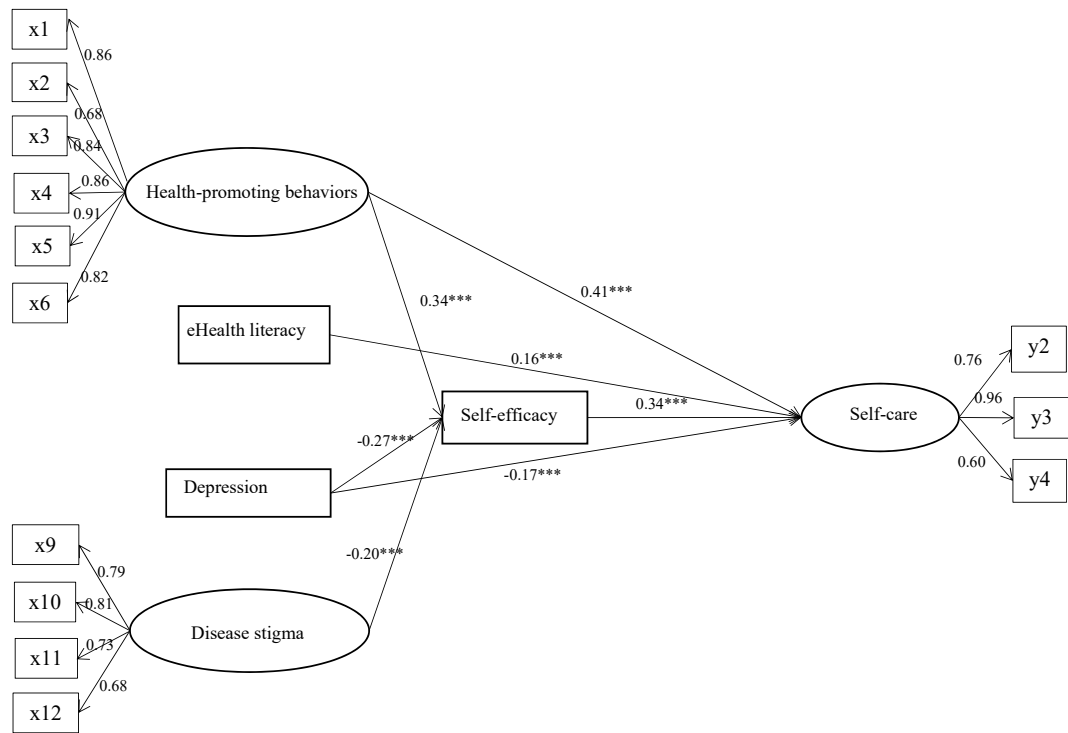 x1
0.86
x2
0.68
x3
0.84
x4
0.86
x5
0.91
x6
0.82
Health-promoting behaviors
0.34***
0.41***
eHealth literacy
0.16***
Self-efficacy
0.34***
-0.27***
Depression
-0.17***
-0.20***
Self-care
0.76
y2
0.96
y3
0.60
y4
x9
0.79
x10
0.81
x11
0.73
x12
0.68
Disease stigma